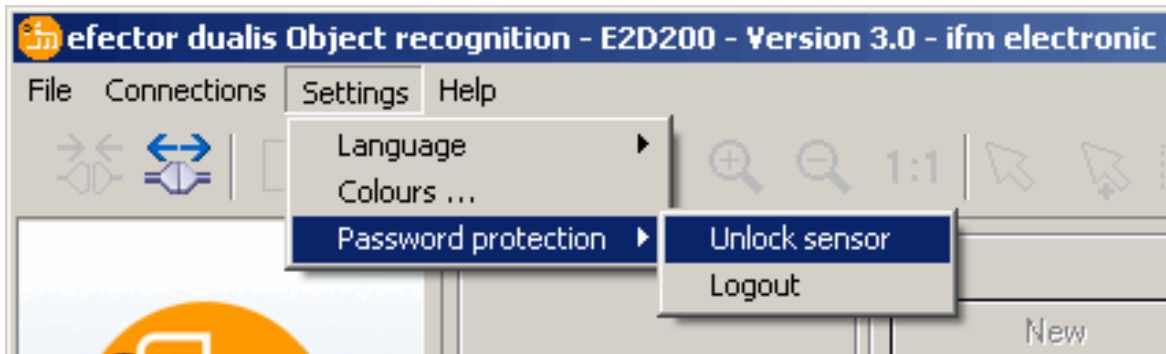 efector dualis Object recognition - E2D200 - Version 3.0 - ifm electronic
File Connections Settings Help
Language
1:1
Colours ...
Password protection Unlock sensor
Logout
New